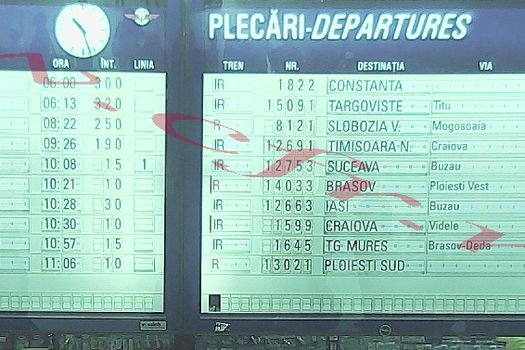 ORA ÎNT. LINIA
06:00 300
06:13 320
08:22 250
09:26 190
10:08 15 1
10:21 10
10:28 30
10:30 10
10:57 15
11:06 10
PLECĂRI-DEPARTURES
TREN NR. DESTINAȚIA VIA
IR 1822 CONSTANTA
IR 15091 TARGOVISTE Titu
R 8121 SLOBOZIA V. Mogosoaia
IR 12691 TIMISOARA N. Craiova
IR 12753 SUCEAVA Buzau
R 14033 BRASOV Ploiesti Vest
IR 12663 IASI Buzau
IR 1599 CRAIOVA Videle
IR 1645 TG MURES Brasov-Deda
R 13021 PLOIESTI SUD